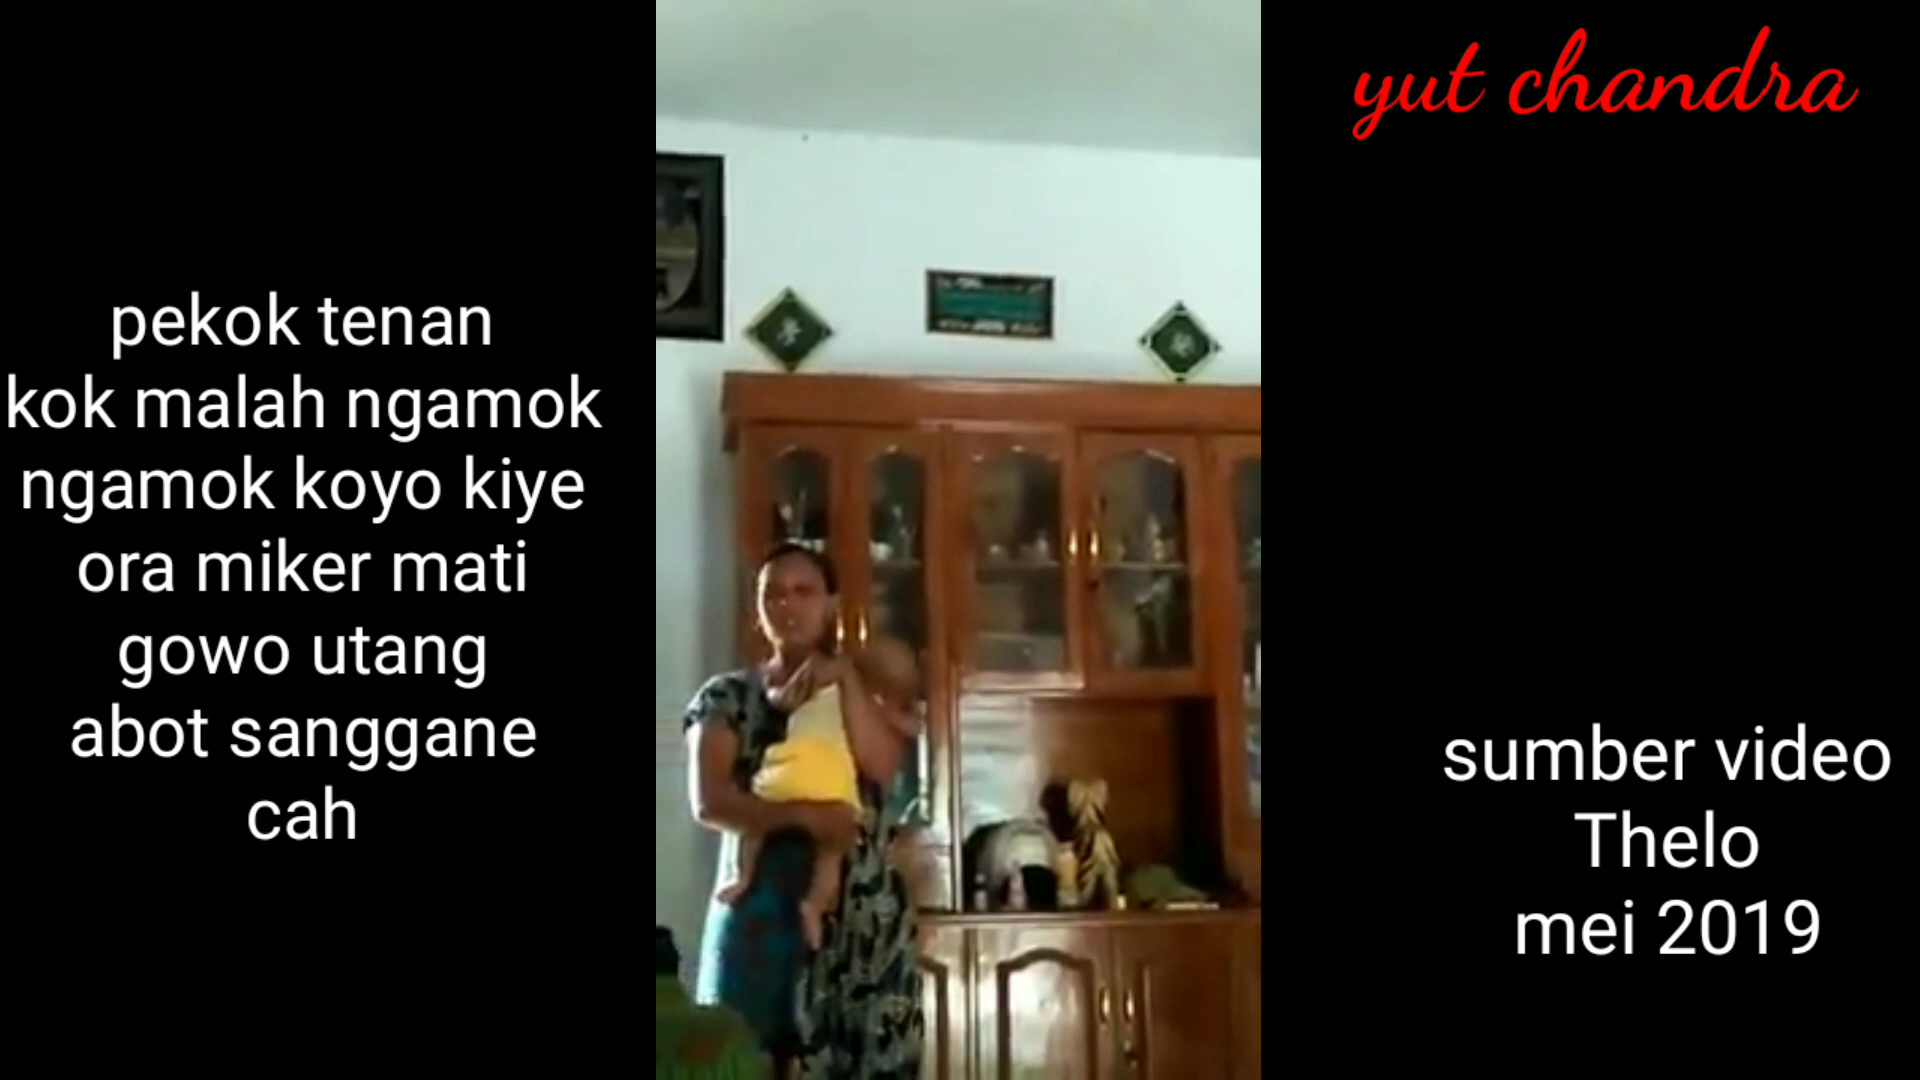 pekok tenan
kok malah ngamok
ngamok koyo kiye
ora miker mati
gowo utang
abot sanggane
cah
yut chandra
sumber video
Thelo
mei 2019